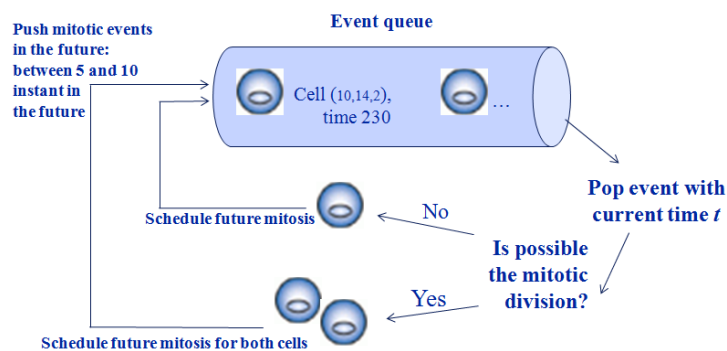 Event queue
Push mitotic events
in the future:
between 5 and 10
instant in
the future
Cell (10,14,2),
time 230
...
Pop event with
current time t
No
Schedule future mitosis
Is possible
the mitotic
division?
Yes
Schedule future mitosis for both cells